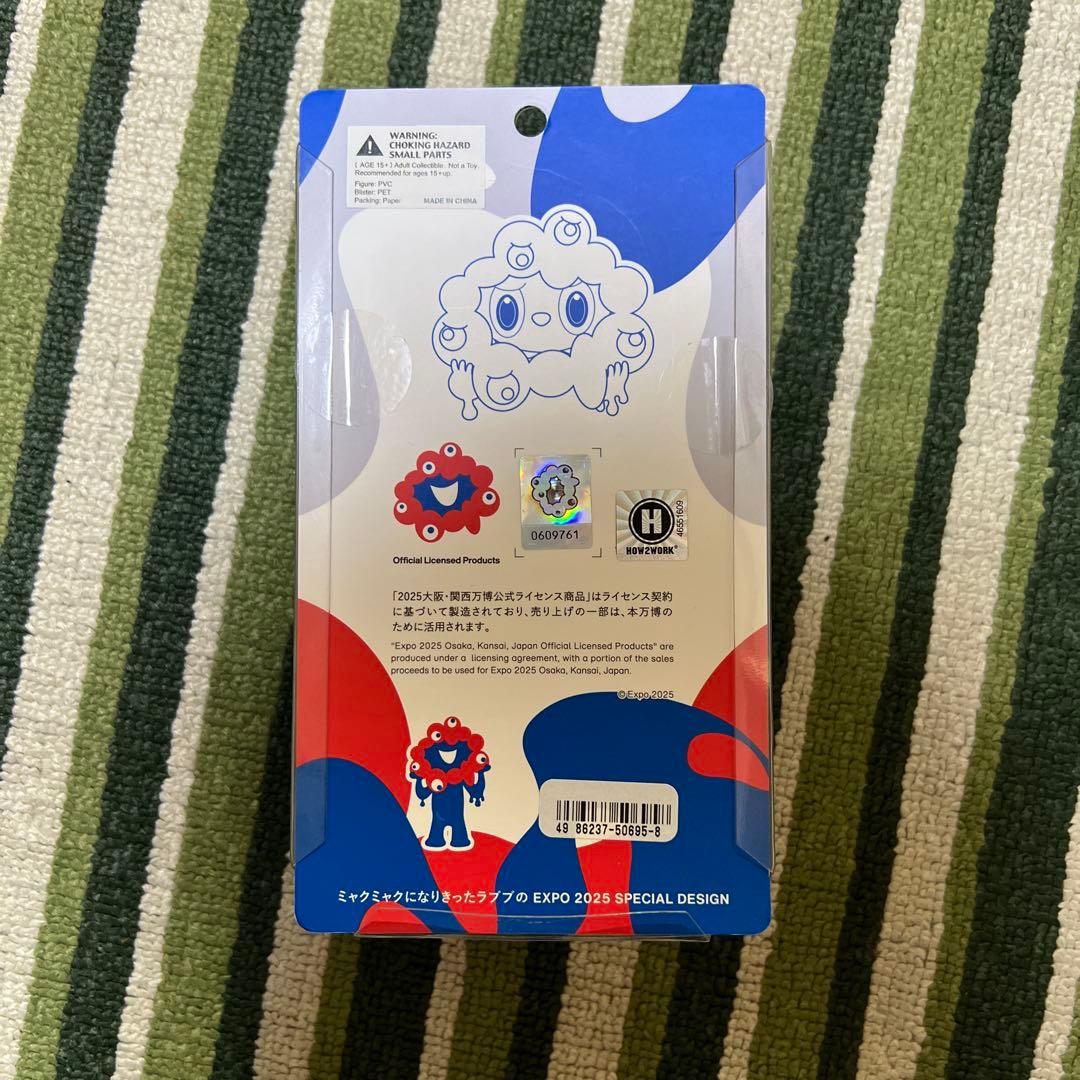 WARNING:
CHOKING HAZARD
SMALL PARTS
( AGE 15+) Adult Collectible. Not a Toy.
Recommended for ages 15+up.
Figure: PVC
Blister: PET
Packing: Paper MADE IN CHINA
Official Licensed Products
0609761
H
HOW2WORK®
46551609
「2025大阪・関西万博公式ライセンス商品」はライセンス契約
に基づいて製造されており、売り上げの一部は、本万博の
ために活用されます。
"Expo 2025 Osaka, Kansai, Japan Official Licensed Products" are
produced under a licensing agreement, with a portion of the sales
proceeds to be used for Expo 2025 Osaka, Kansai, Japan.
©Expo 2025
49 86237-50695-8
ミャクミャクになりきったラブブの EXPO 2025 SPECIAL DESIGN